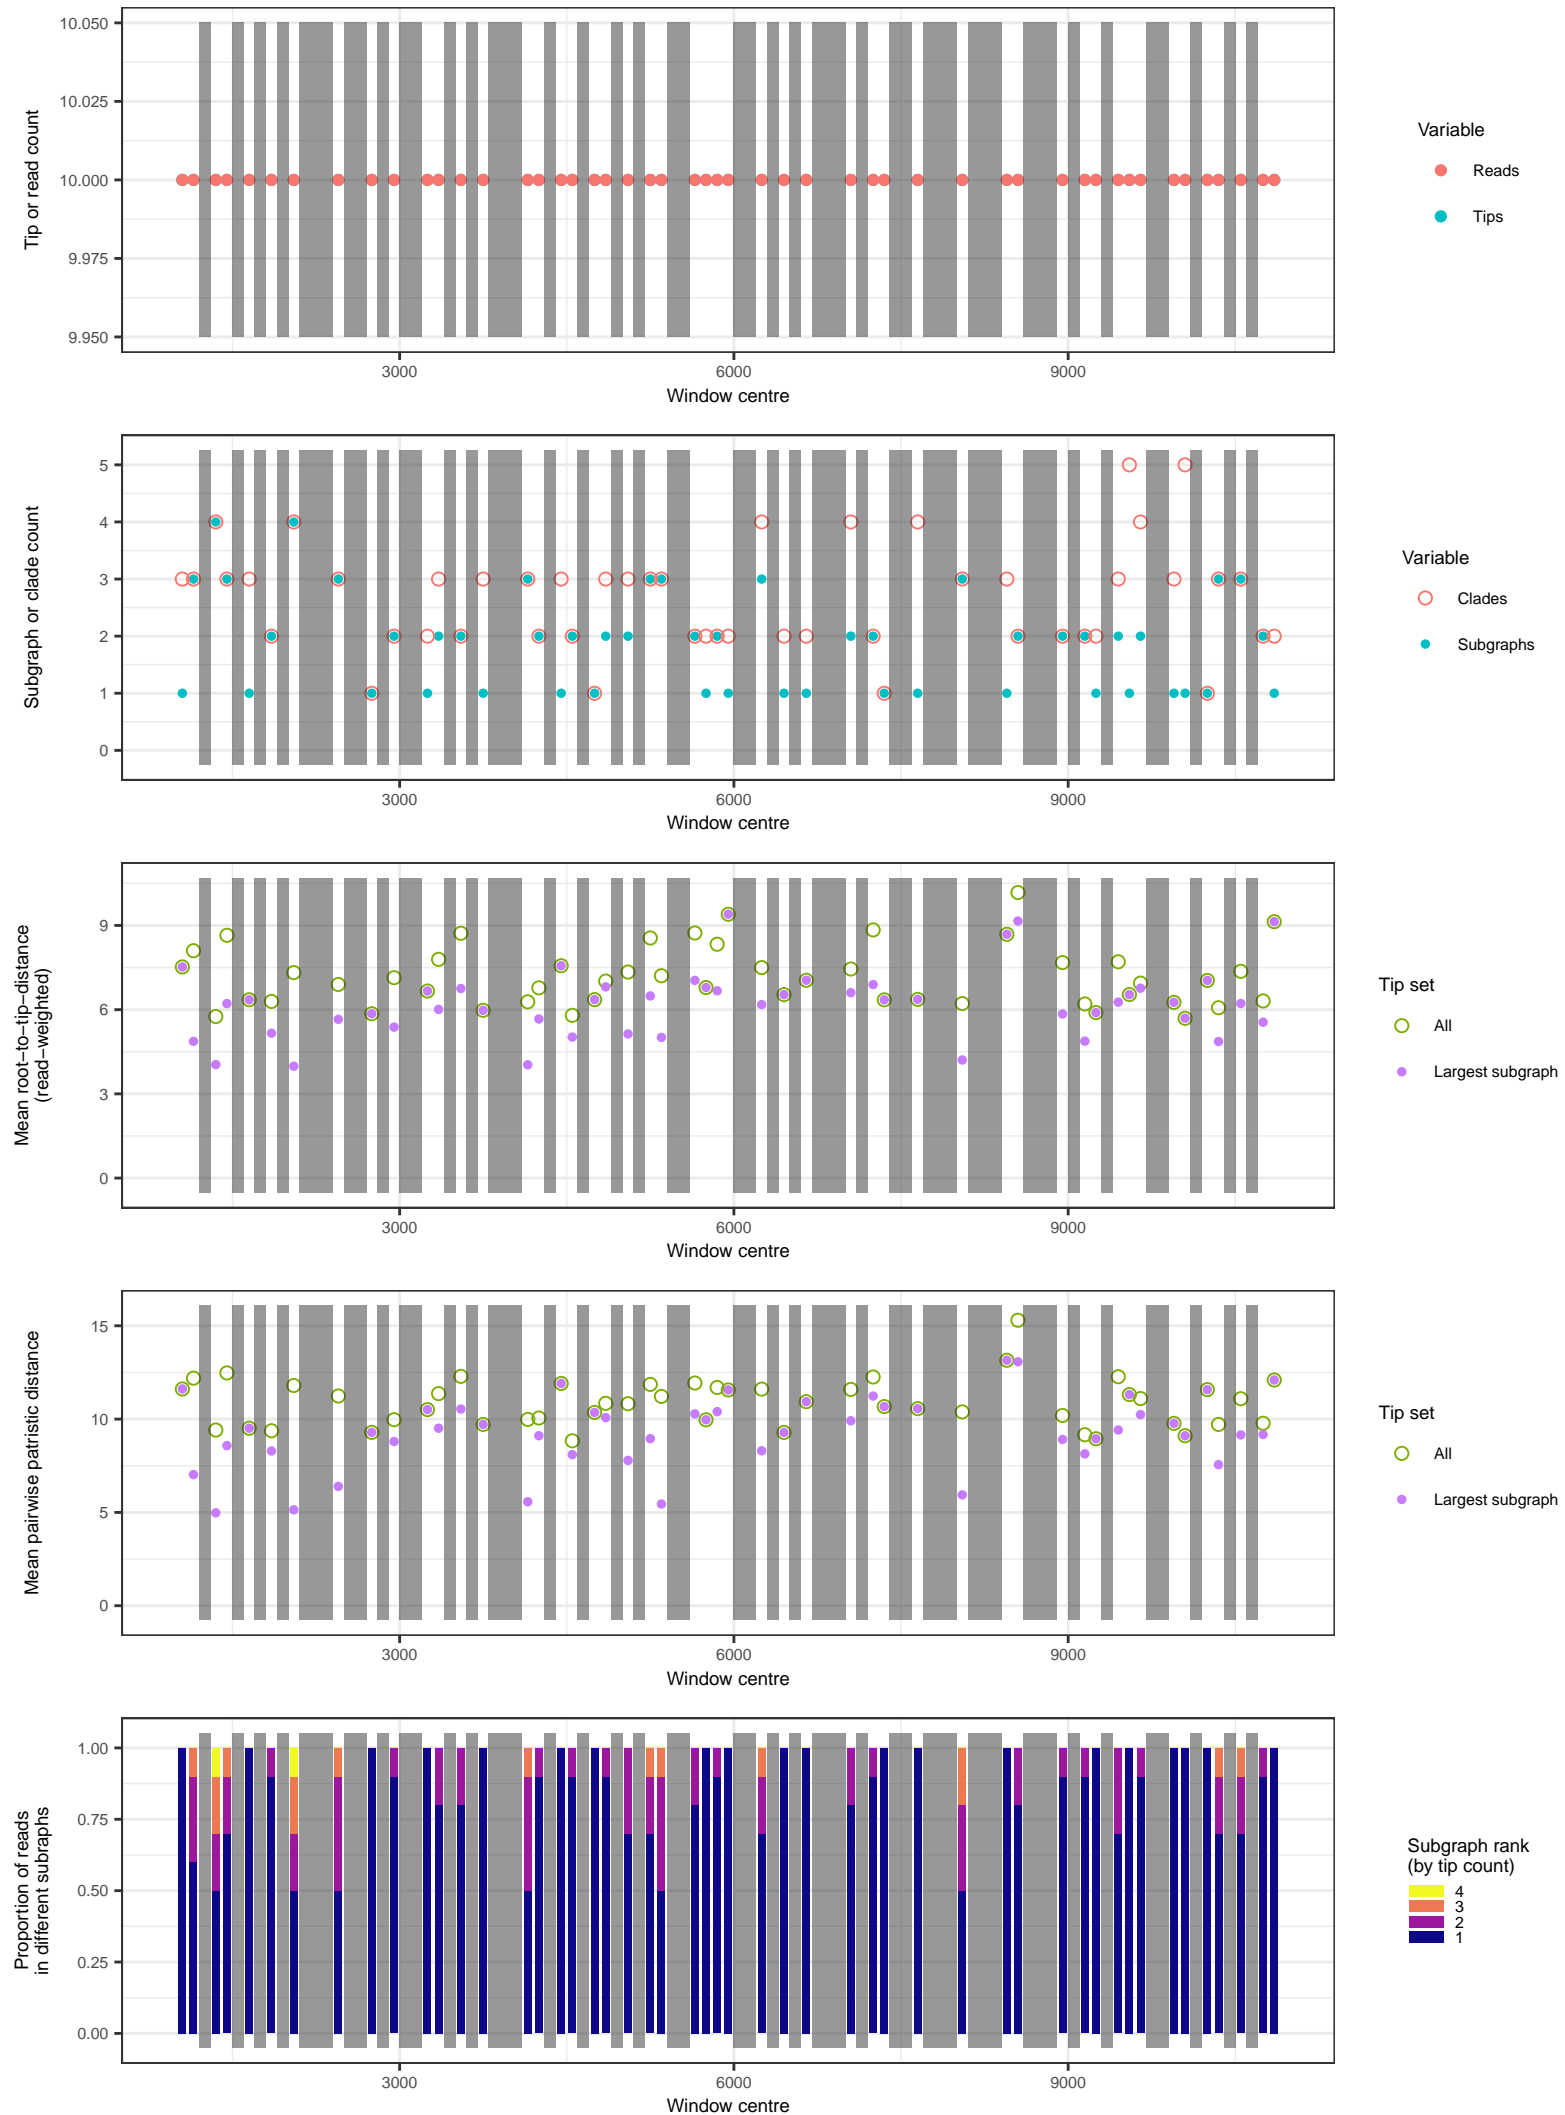 10.050
10.025
10.000
9.975
9.950
Tip or read count
3000 6000 9000
Window centre
Variable
Reads
Tips
5
4
3
2
1
0
Subgraph or clade count
3000 6000 9000
Window centre
Variable
Clades
Subgraphs
9
6
3
0
Mean root−to−tip−distance
(read−weighted)
3000 6000 9000
Window centre
Tip set
All
Largest subgraph
15
10
5
0
Mean pairwise patristic distance
3000 6000 9000
Window centre
Tip set
All
Largest subgraph
1.00
0.75
0.50
0.25
0.00
Proportion of reads
in different subraphs
3000 6000 9000
Window centre
Subgraph rank
(by tip count)
4
3
2
1